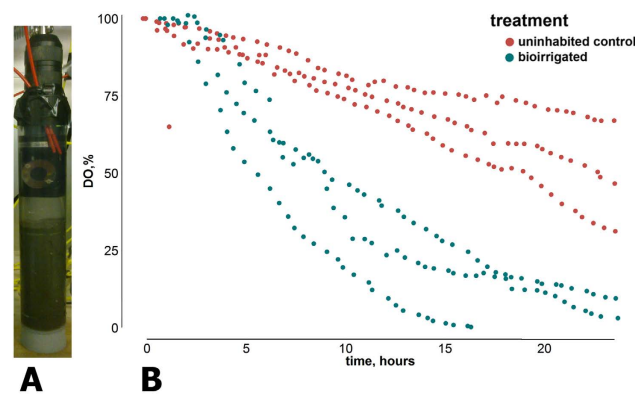 treatment
uninhabited control
bioirrigated
100
75
50
25
0
DO,%
0 5 10 15 20
time, hours
A B